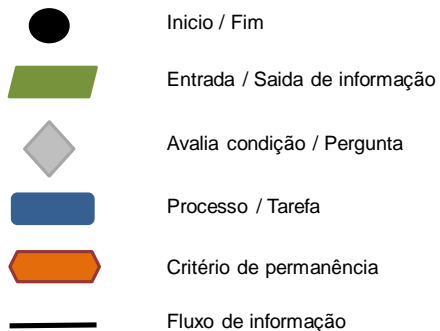 Inicio / Fim
Entrada / Saida de informação
Avalia condição / Pergunta
Processo / Tarefa
Critério de permanência
Fluxo de informação